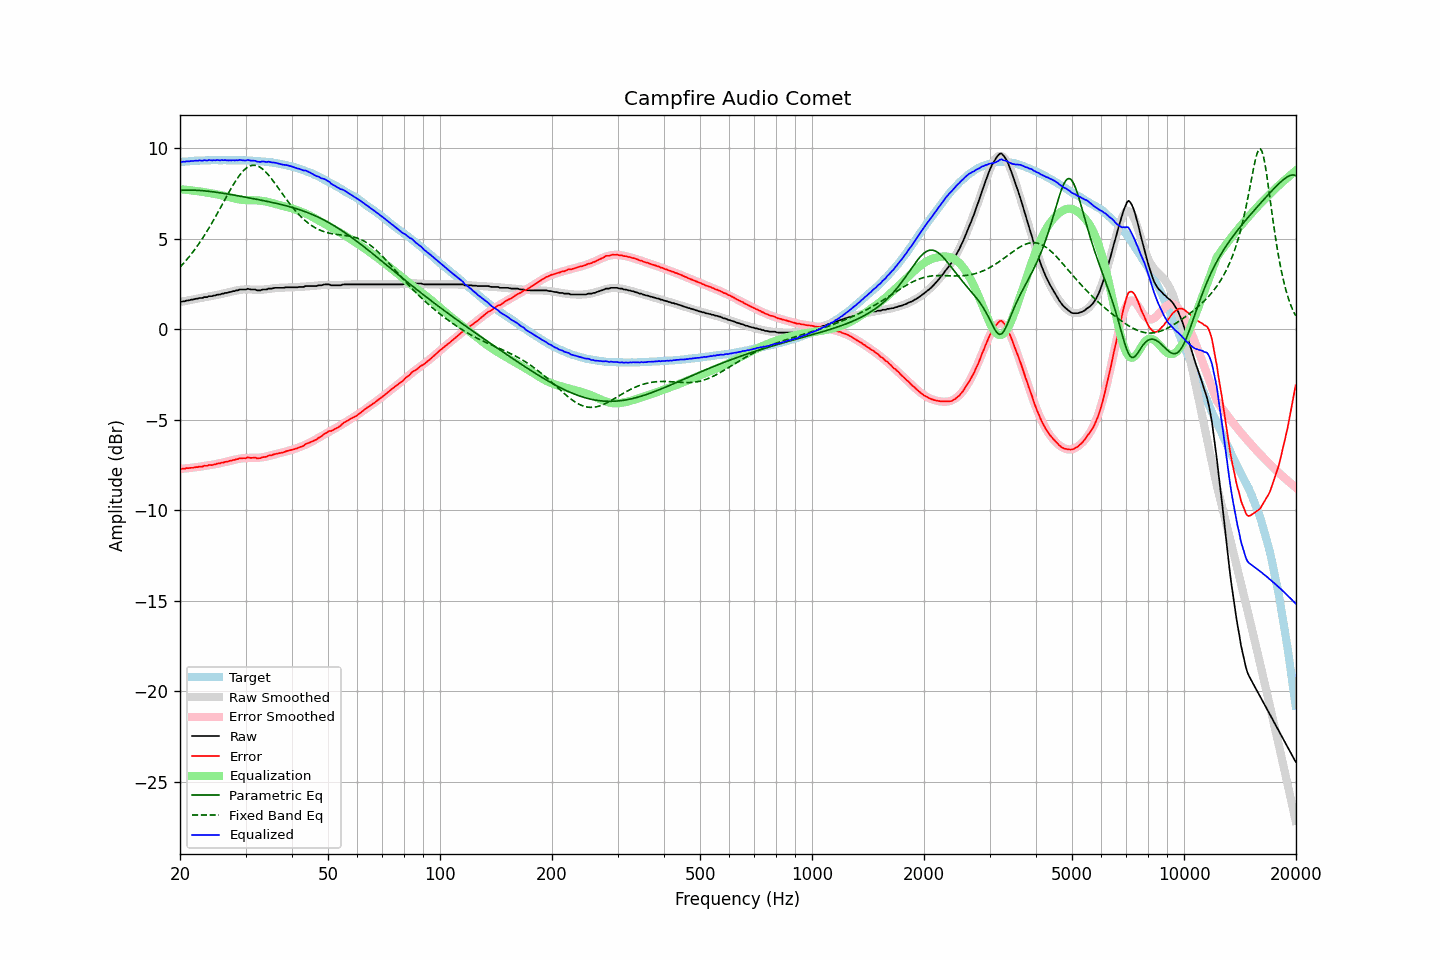 Campfire Audio Comet
Amplitude (dBr)
10
5
0
−5
−10
−15
−20
−25
Target
Raw Smoothed
Error Smoothed
Raw
Error
Equalization
Parametric Eq
Fixed Band Eq
Equalized
20 50 100 200 500 1000 2000 5000 10000 20000
Frequency (Hz)